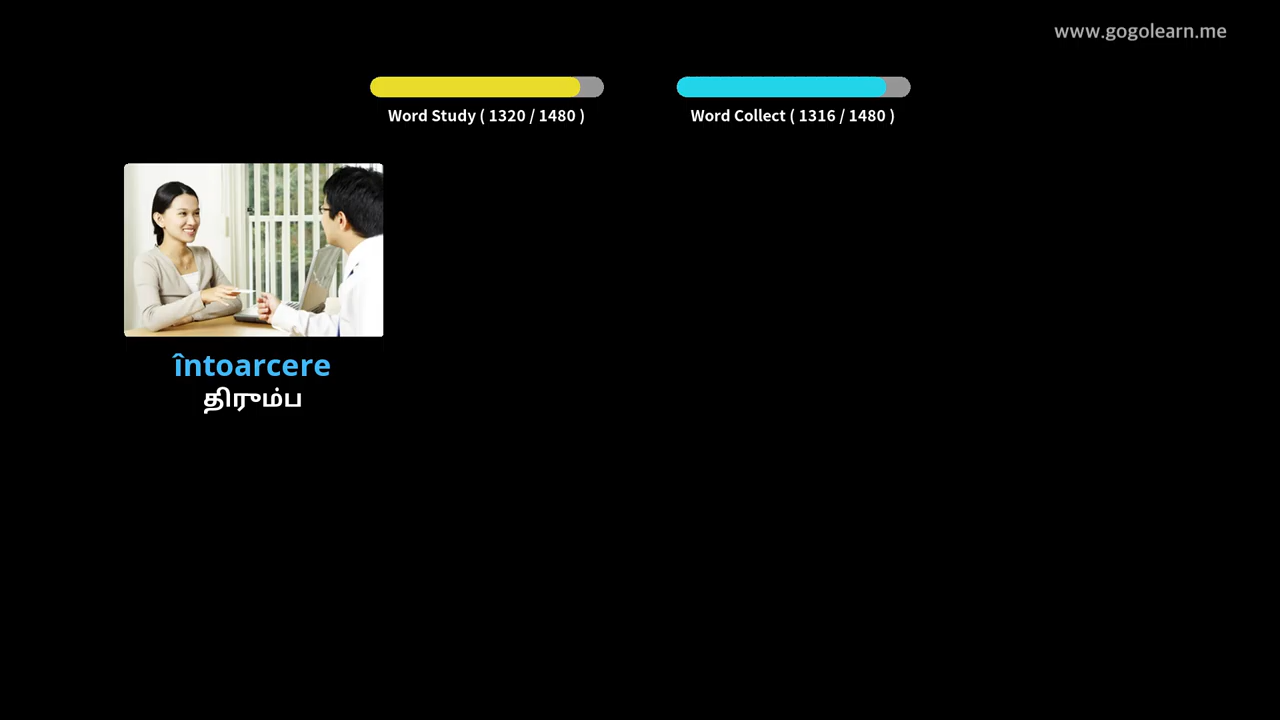 www.gogolearn.me
Word Study ( 1320 / 1480 )
Word Collect ( 1316 / 1480 )
întoarcere
திரும்ப